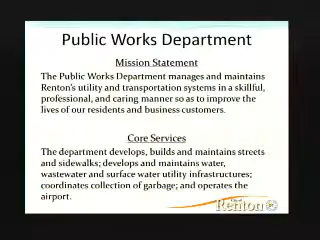 Public Works Department
Mission Statement
The Public Works Department manages and maintains
Renton's utility and transportation systems in a skillful,
professional, and caring manner so as to improve the
lives of our residents and business customers.
Core Services
The department develops, builds and maintains streets
and sidewalks; develops and maintains water,
wastewater and surface water utility infrastructures;
coordinates collection of garbage; and operates the
airport.
Renton